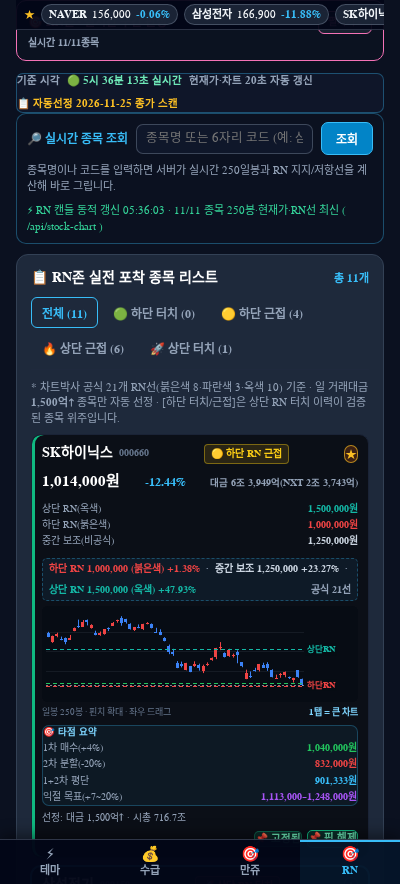 ★ NAVER 156,000 -0.06% 삼성전자 166,900 -11.88% SK하이닉
실시간 11/11종목
기준 시각 🟢 5시 36분 13초 실시간 현재가·차트 20초 자동 갱신
📋 자동선정 2026-11-25 종가 스캔
🔎 실시간 종목 조회 종목명 또는 6자리 코드 (예: 삼 조회
종목명이나 코드를 입력하면 서버가 실시간 250일봉과 RN 지지/저항선을 계
산해 바로 그립니다.
⚡ RN 캔들 동적 갱신 05:36:03 · 11/11 종목 250봉·현재가·RN선 최신 (
/api/stock-chart )
📋 RN존 실전 포착 종목 리스트 총 11개
전체 (11) 🟢 하단 터치 (0) 🟡 하단 근접 (4)
🔥 상단 근접 (6) 🚀 상단 터치 (1)
* 차트박사 공식 21개 RN선(붉은색 8·파란색 3·옥색 10) 기준 · 일 거래대금
1,500억↑ 종목만 자동 선정 · [하단 터치/근접]은 상단 RN 터치 이력이 검증
된 종목 위주입니다.
SK하이닉스 000660 🟡 하단 RN 근접 ★
1,014,000원 -12.44% 대금 6조 3,949억(NXT 2조 3,743억)
상단 RN(옥색) 1,500,000원
하단 RN(붉은색) 1,000,000원
중간 보조(비공식) 1,250,000원
하단 RN 1,000,000 (붉은색) +1.38% · 중간 보조 1,250,000 +23.27% ·
상단 RN 1,500,000 (옥색) +47.93% 공식 21선
상단RN
하단RN
일봉 250봉 · 핀치 확대 · 좌우 드래그 1탭 = 큰 차트
🎯 타점 요약
1차 매수(+4%) 1,040,000원
2차 분할(-20%) 832,000원
1+2차 평단 901,333원
익절 목표(+7~20%) 1,113,000~1,248,000원
선정: 대금 1,500억↑ · 시총 716.7조
📌 고정됨 📌 핀 해제
⚡ 💰 🎯 🎯
테마 수급 만쥬 RN